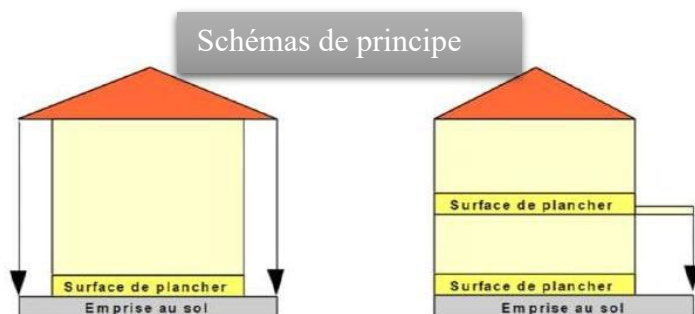 Schémas de principe
Surface de plancher
Surface de plancher
Surface de plancher
Emprise au sol
Emprise au sol